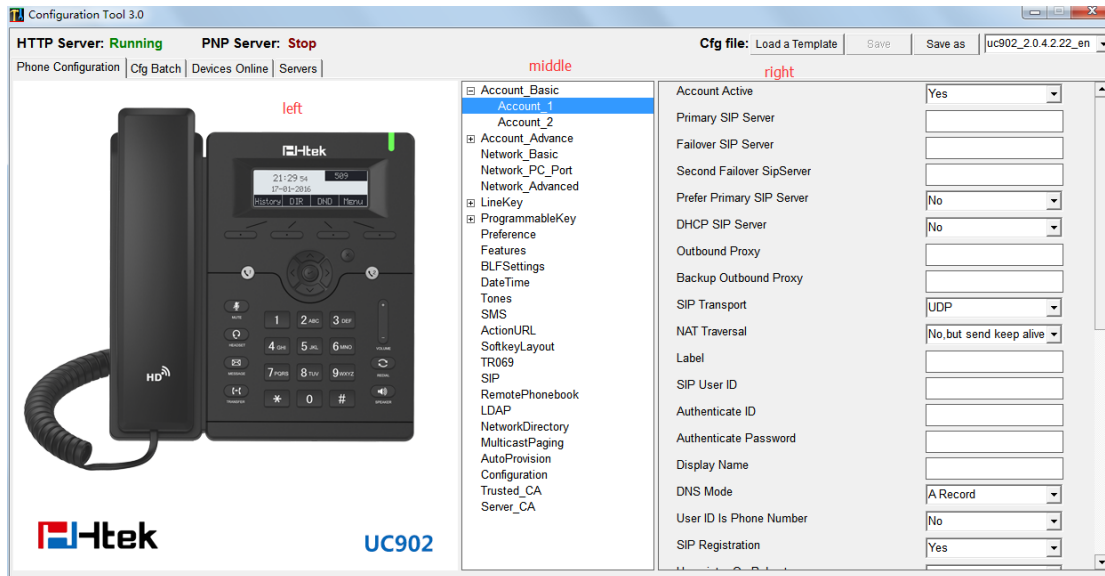 Configuration Tool 3.0
HTTP Server: Running PNP Server: Stop Cfg file: Load a Template Save Save as uc902_2.0.4.2.22_en
Phone Configuration Cfg Batch Devices Online Servers
left
middle
right
Htek
21:29 54 509
17-01-2016
History DIR DND Menu
MUTE
HEADSET
MESSAGE
TRANSFER
1 2 ABC 3 DEF
4 GHI 5 JKL 6 MNO
7 PQRS 8 TUV 9 WXYZ
* 0 #
VOLUME
REDIAL
SPEAKER
HD
Htek
UC902
Account_Basic
Account_1
Account_2
Account_Advance
Network_Basic
Network_PC_Port
Network_Advanced
LineKey
ProgrammableKey
Preference
Features
BLFSettings
DateTime
Tones
SMS
ActionURL
SoftkeyLayout
TR069
SIP
RemotePhonebook
LDAP
NetworkDirectory
MulticastPaging
AutoProvision
Configuration
Trusted_CA
Server_CA
Account Active Yes
Primary SIP Server
Failover SIP Server
Second Failover SipServer
Prefer Primary SIP Server No
DHCP SIP Server No
Outbound Proxy
Backup Outbound Proxy
SIP Transport UDP
NAT Traversal No,but send keep alive
Label
SIP User ID
Authenticate ID
Authenticate Password
Display Name
DNS Mode A Record
User ID Is Phone Number No
SIP Registration Yes